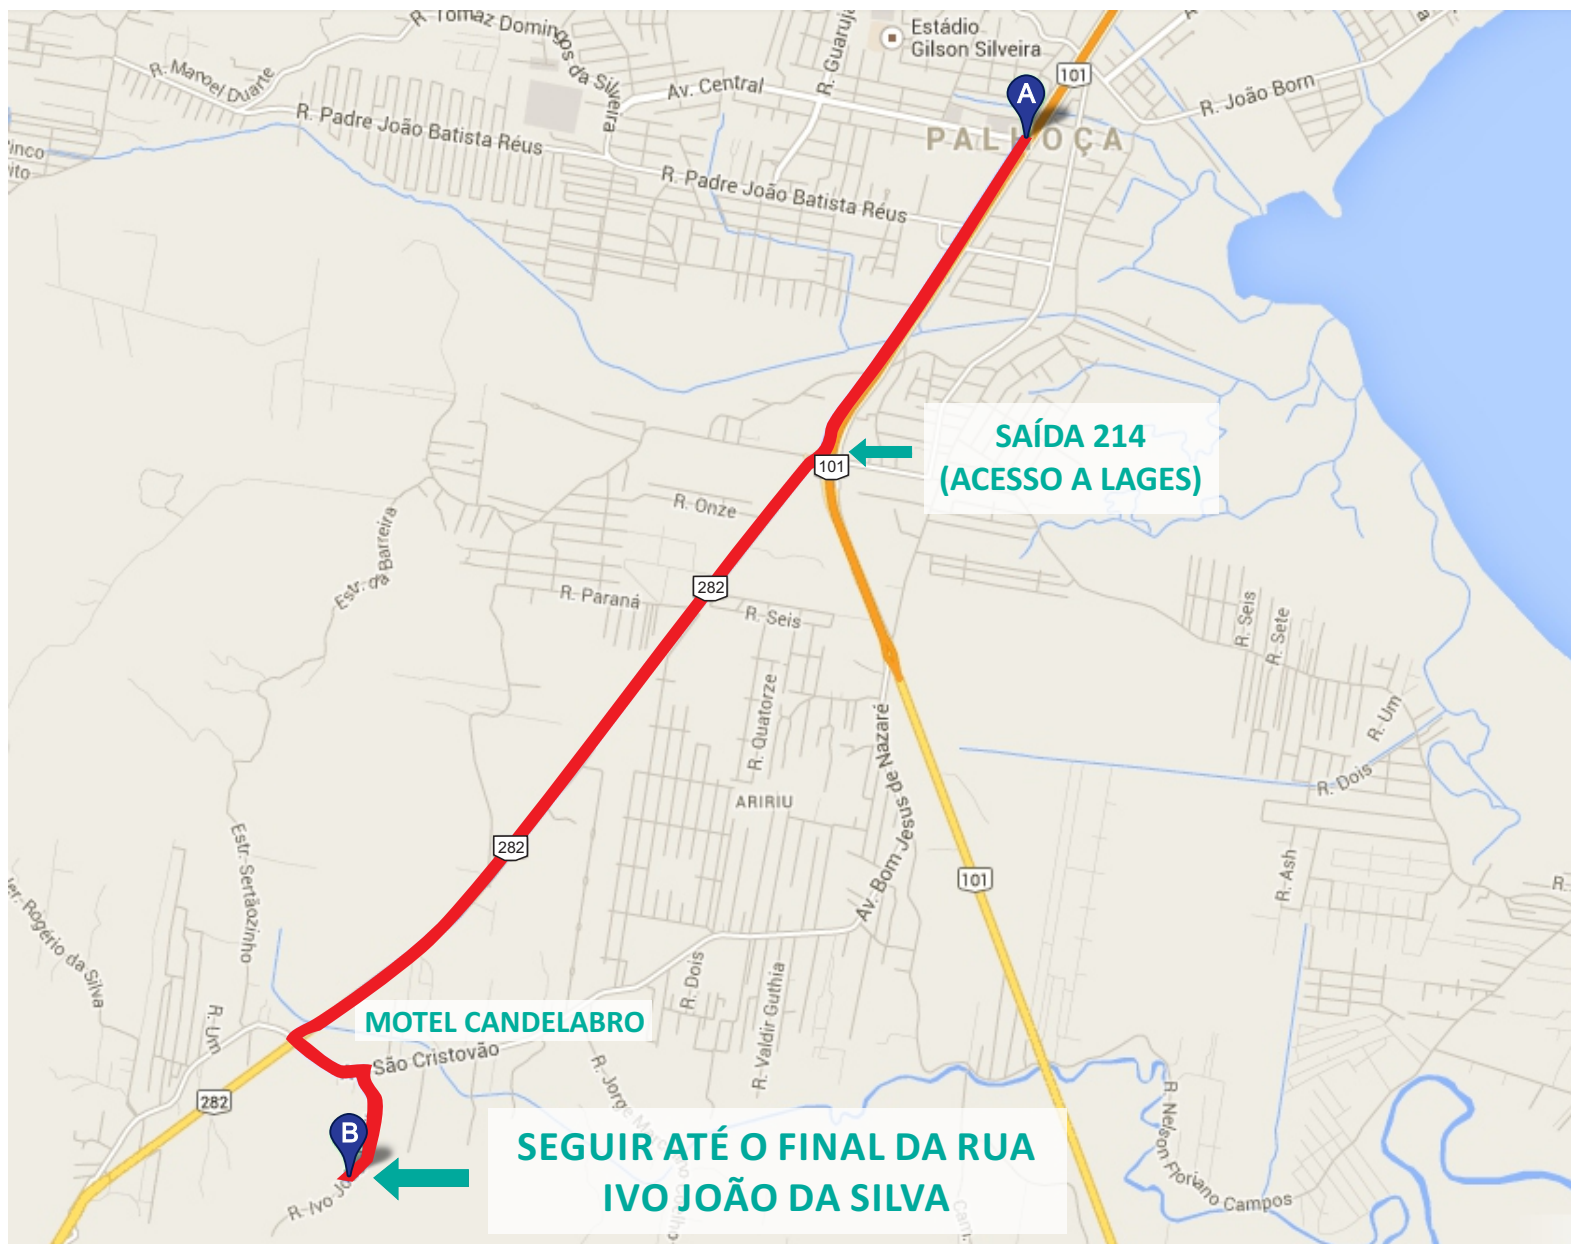 R. Tomaz Domingos da Silveira
Estádio
Gilson Silveira
R. Guarujá
R. Manoel Duarte
Av. Central
101
A
R. João Born
R. Padre João Batista Réus
PALHOÇA
R. Padre João Batista Réus
SAÍDA 214
(ACESSO A LAGES)
101
R. Onze
Estr. da Barreira
282
R. Paraná
R. Seis
R. Seis
R. Sete
R. Quatorze
R. Um
Av. Bom Jesus de Nazaré
R. Dois
ARIRIU
Estr. Sertãozinho
282
101
R. Ash
R.
Rogério da Silva
R. Dois
R. Valdir Guthia
R. Um
MOTEL CANDELABRO
São Cristovão
282
R. Jorge
B
R. Nelson Floriano Campos
SEGUIR ATÉ O FINAL DA RUA
IVO JOÃO DA SILVA
R. Ivo Jo
Cam.